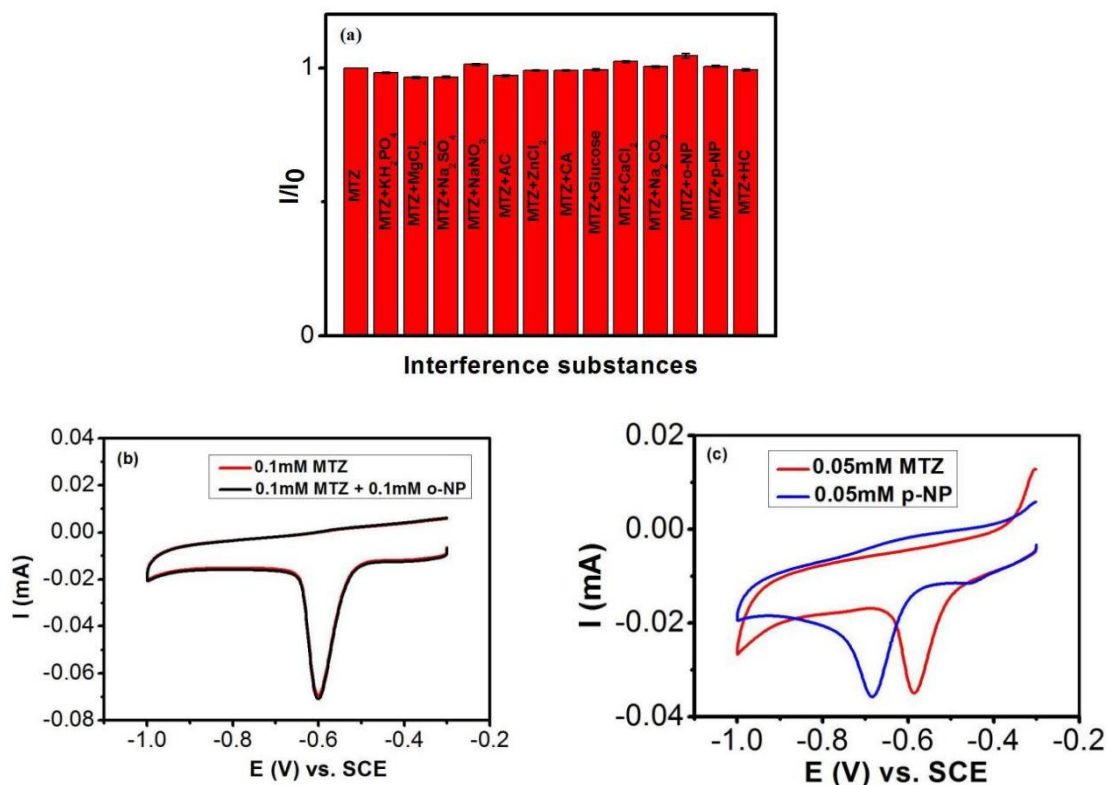 (a)
1
0
I/I₀
MTZ
MTZ+KH₂PO₄
MTZ+MgCl₂
MTZ+Na₂SO₄
MTZ+NaNO₃
MTZ+AC
MTZ+ZnCl₂
MTZ+CA
MTZ+Glucose
MTZ+CaCl₂
MTZ+Na₂CO₃
MTZ+o-NP
MTZ+p-NP
MTZ+HC
Interference substances
(b)
0.1mM MTZ
0.1mM MTZ + 0.1mM o-NP
0.04
0.02
0.00
-0.02
-0.04
-0.06
-0.08
I (mA)
-1.0 -0.8 -0.6 -0.4 -0.2
E (V) vs. SCE
(c)
0.05mM MTZ
0.05mM p-NP
0.02
0.00
-0.02
-0.04
I (mA)
-1.0 -0.8 -0.6 -0.4 -0.2
E (V) vs. SCE